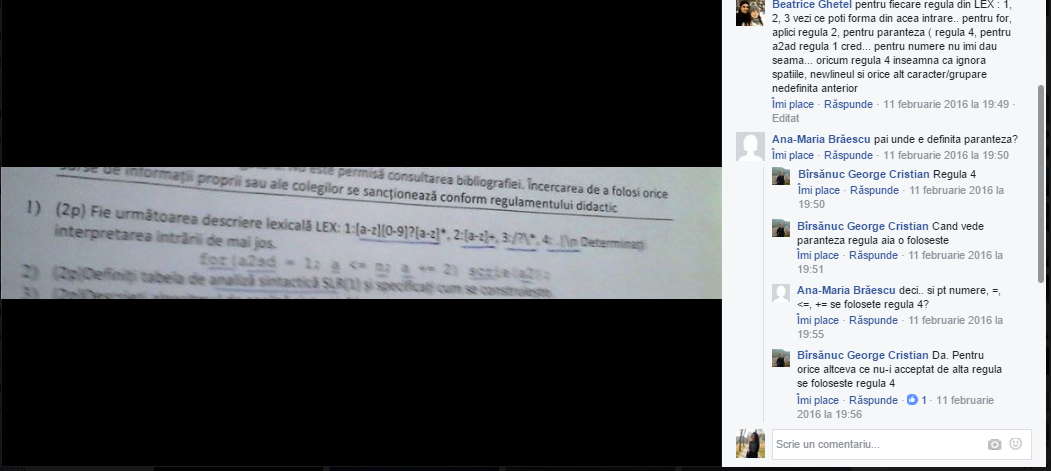 este permisă consultarea bibliografiei. Încercarea de a folosi orice
surse de informații proprii sau ale colegilor se sancționează conform regulamentului didactic
1) (2p) Fie următoarea descriere lexicală LEX: 1:[a-z][0-9]?[a-z]*, 2:[a-z]+, 3:/?\*, 4: .|\n Determinați
interpretarea intrării de mai jos.
for(a2sd = 1; a <= n; a += 2) scrie(a2);
2) (2p)Definiți tabela de analiză sintactică SLR(1) și specificați cum se construiește
3)
Beatrice Ghetel pentru fiecare regula din LEX : 1,
2, 3 vezi ce poti forma din acea intrare.. pentru for,
aplici regula 2, pentru paranteza ( regula 4, pentru
a2ad regula 1 cred... pentru numere nu imi dau
seama... oricum regula 4 inseamna ca ignora
spatiile, newlineul si orice alt caracter/grupare
nedefinita anterior
Îmi place · Răspunde · 11 februarie 2016 la 19:49 ·
Editat
Ana-Maria Brăescu pai unde e definita paranteza?
Îmi place · Răspunde · 11 februarie 2016 la 19:50
Bîrsănuc George Cristian Regula 4
Îmi place · Răspunde · 11 februarie 2016 la
19:50
Bîrsănuc George Cristian Cand vede
paranteza regula aia o foloseste
Îmi place · Răspunde · 11 februarie 2016 la
19:51
Ana-Maria Brăescu deci.. si pt numere, =,
<=, += se folosete regula 4?
Îmi place · Răspunde · 11 februarie 2016 la
19:55
Bîrsănuc George Cristian Da. Pentru
orice altceva ce nu-i acceptat de alta regula
se foloseste regula 4
Îmi place · Răspunde · 1 · 11 februarie
2016 la 19:56
Scrie un comentariu...